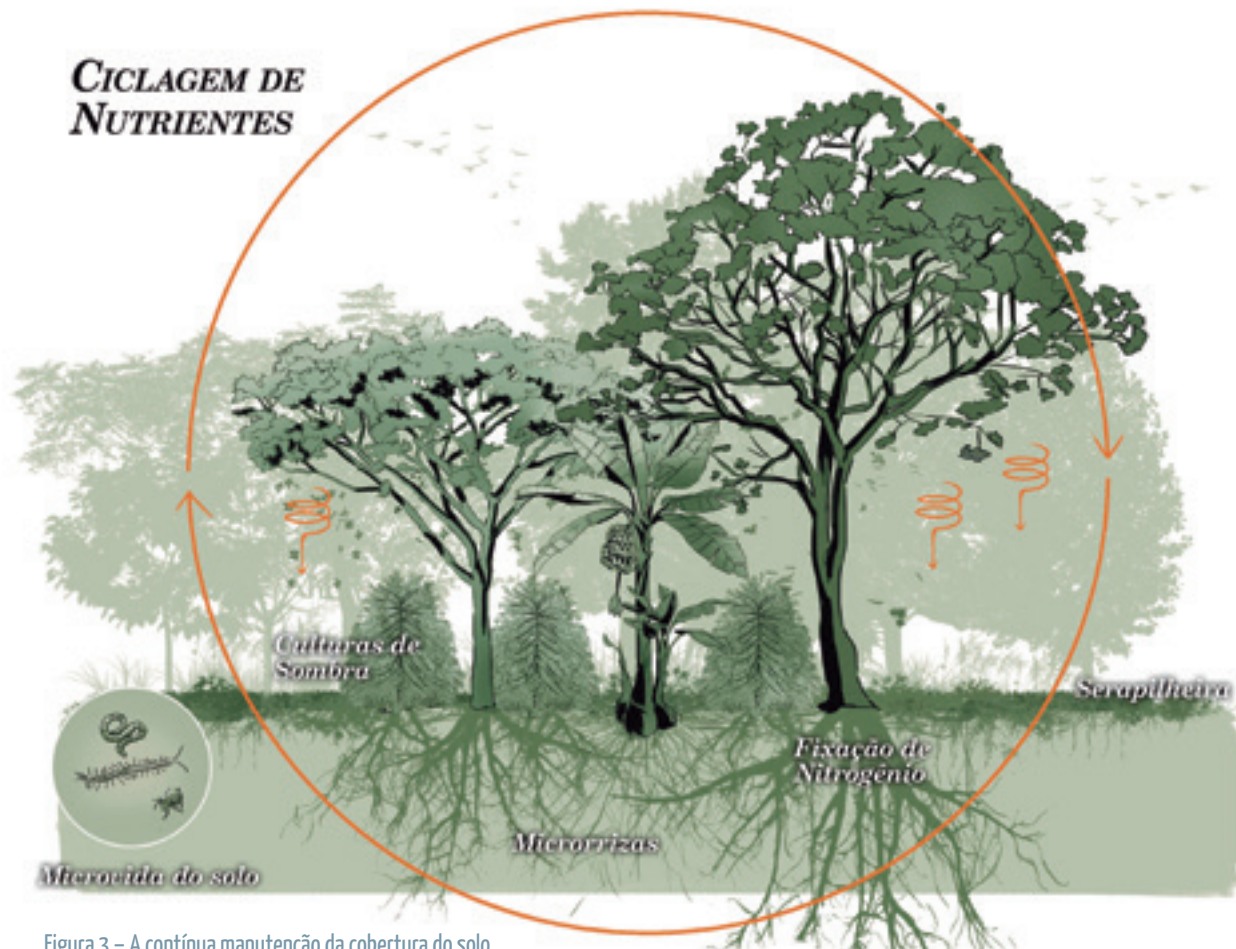 CICLAGEM DE
NUTRIENTES
Culturas de
Sombra
Serapilheira
Fixação de
Nitrogênio
Microrrizas
Microvida do solo
Figura 3 – A contínua manutenção da cobertura do solo